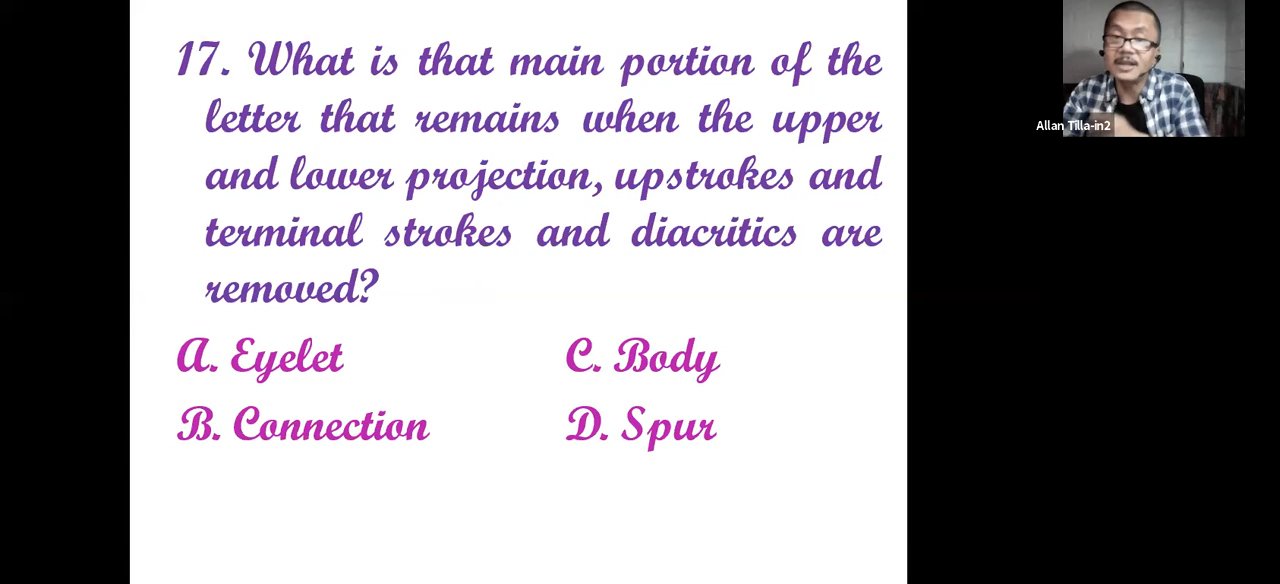 17. What is that main portion of the
letter that remains when the upper
and lower projection, upstrokes and
terminal strokes and diacritics are
removed?
A. Eyelet
C. Body
B. Connection
D. Spur
Allan Tilla-in2